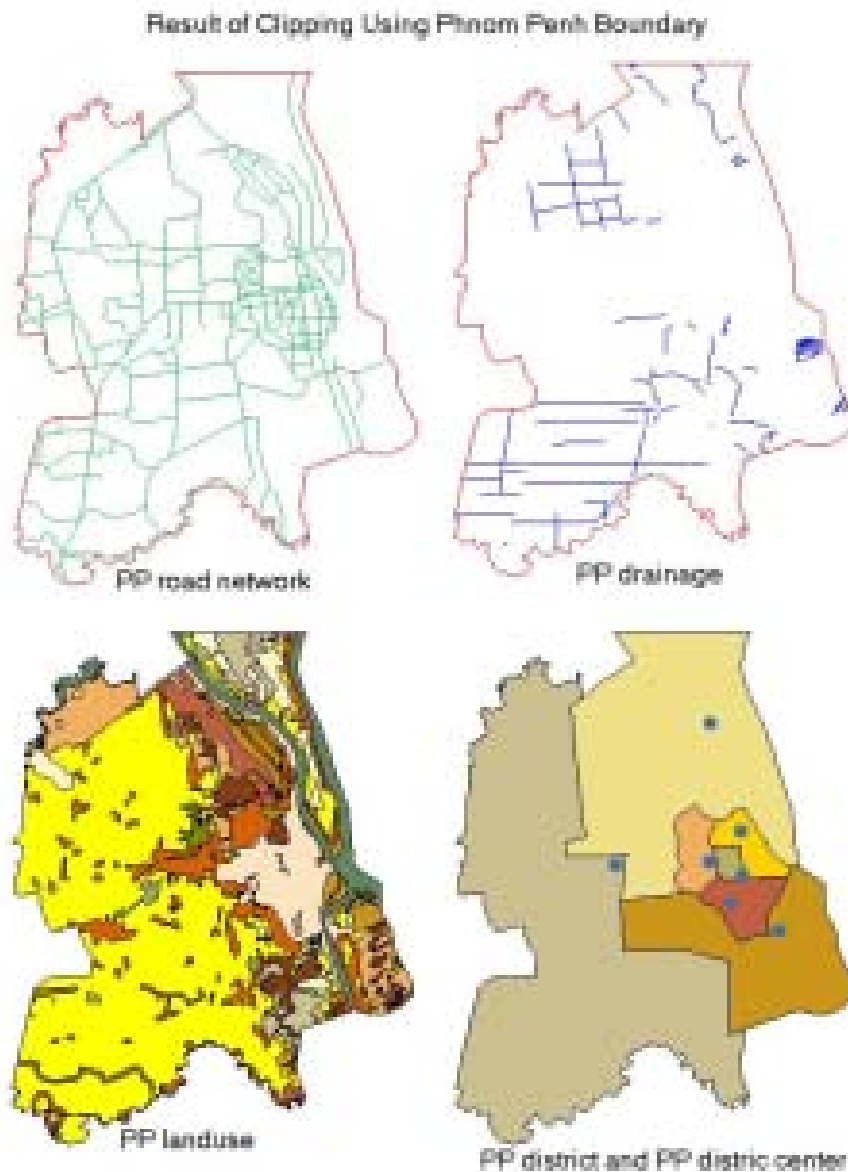 Result of Clipping Using Phnom Penh Boundary
PP road network
PP drainage
PP landuse
PP district and PP distric center